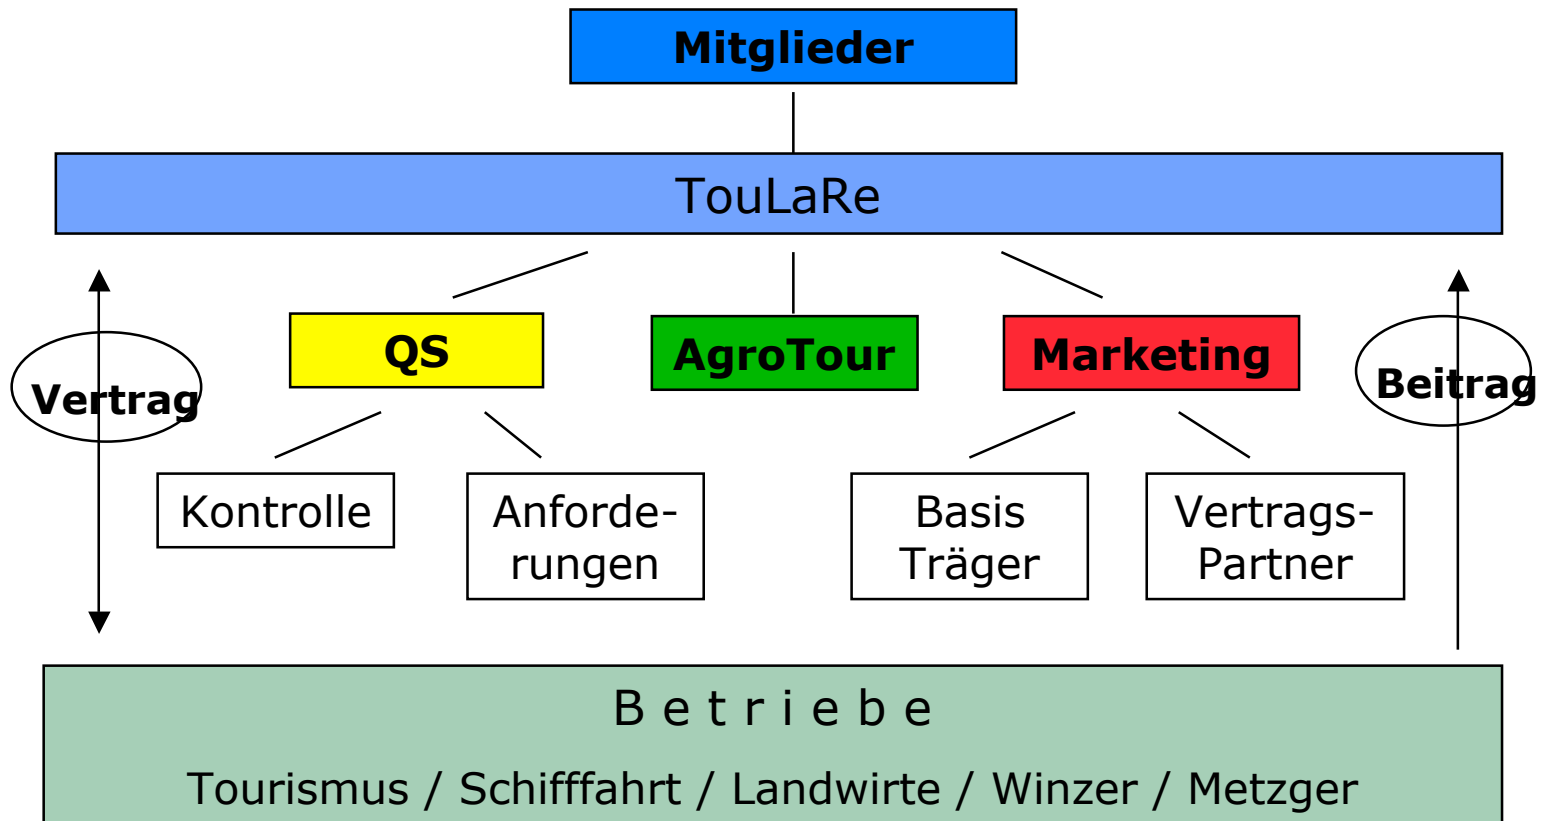 Mitglieder
TouLaRe
QS
AgroTour
Marketing
Vertrag
Beitrag
Kontrolle
Anforde-
rungen
Basis
Träger
Vertrags-
Partner
B e t r i e b e
Tourismus / Schifffahrt / Landwirte / Winzer / Metzger